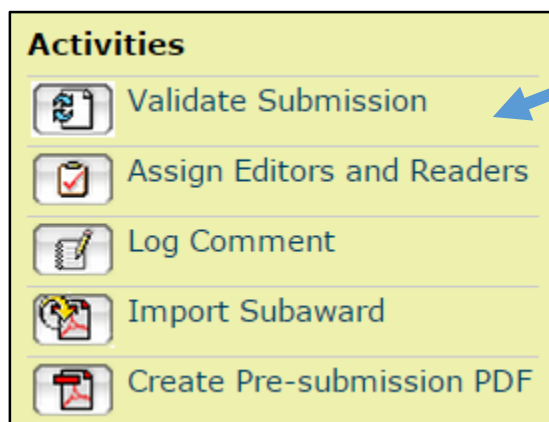 Activities
Validate Submission
Assign Editors and Readers
Log Comment
Import Subaward
Create Pre-submission PDF